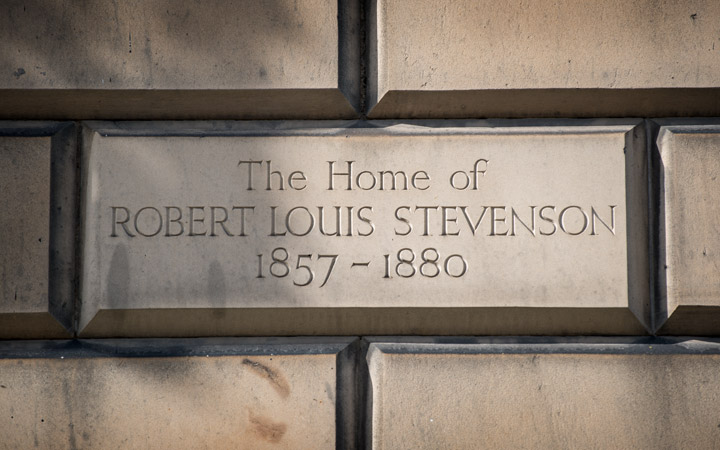 The Home of
ROBERT LOUIS STEVENSON
1857 – 1880